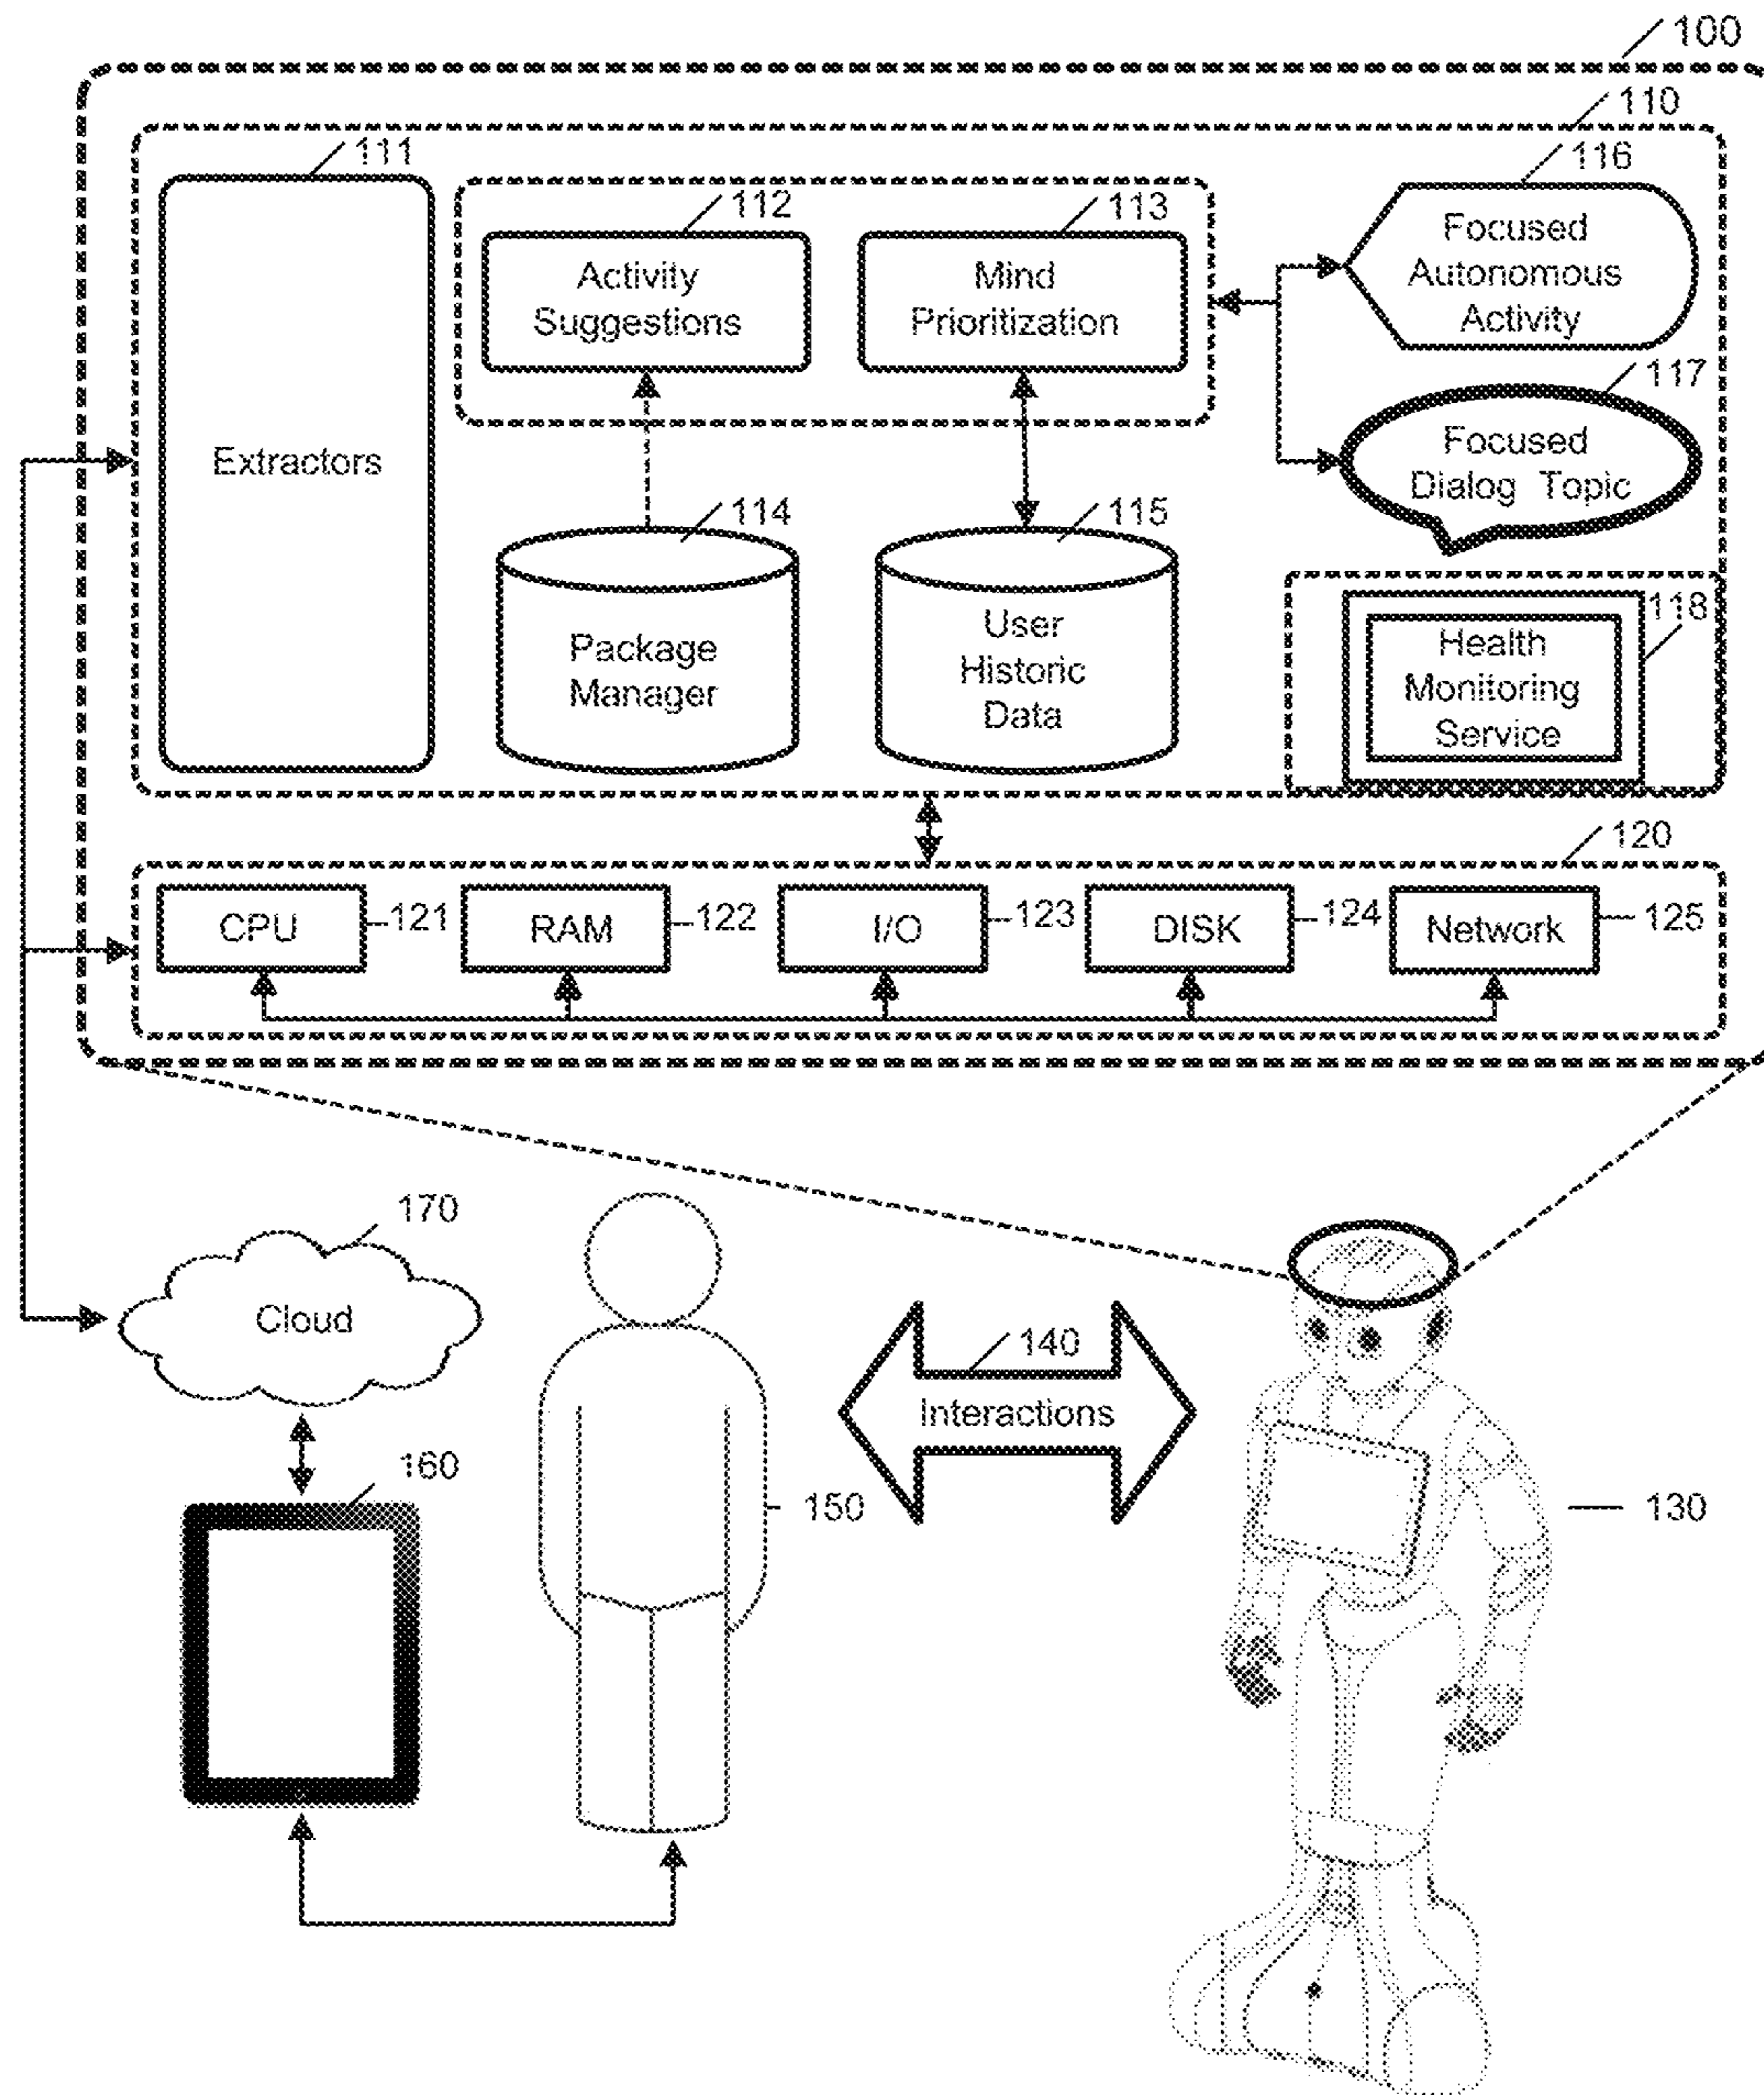 100
110
111
116
112
113
Focused
Autonomous
Activity
Activity
Suggestions
Mind
Prioritization
117
Focused
Dialog Topic
Extractors
114
115
118
Package
Manager
User
Historic
Data
Health
Monitoring
Service
120
CPU
121
RAM
122
I/O
123
DISK
124
Network
125
170
Cloud
140
Interactions
160
150
130